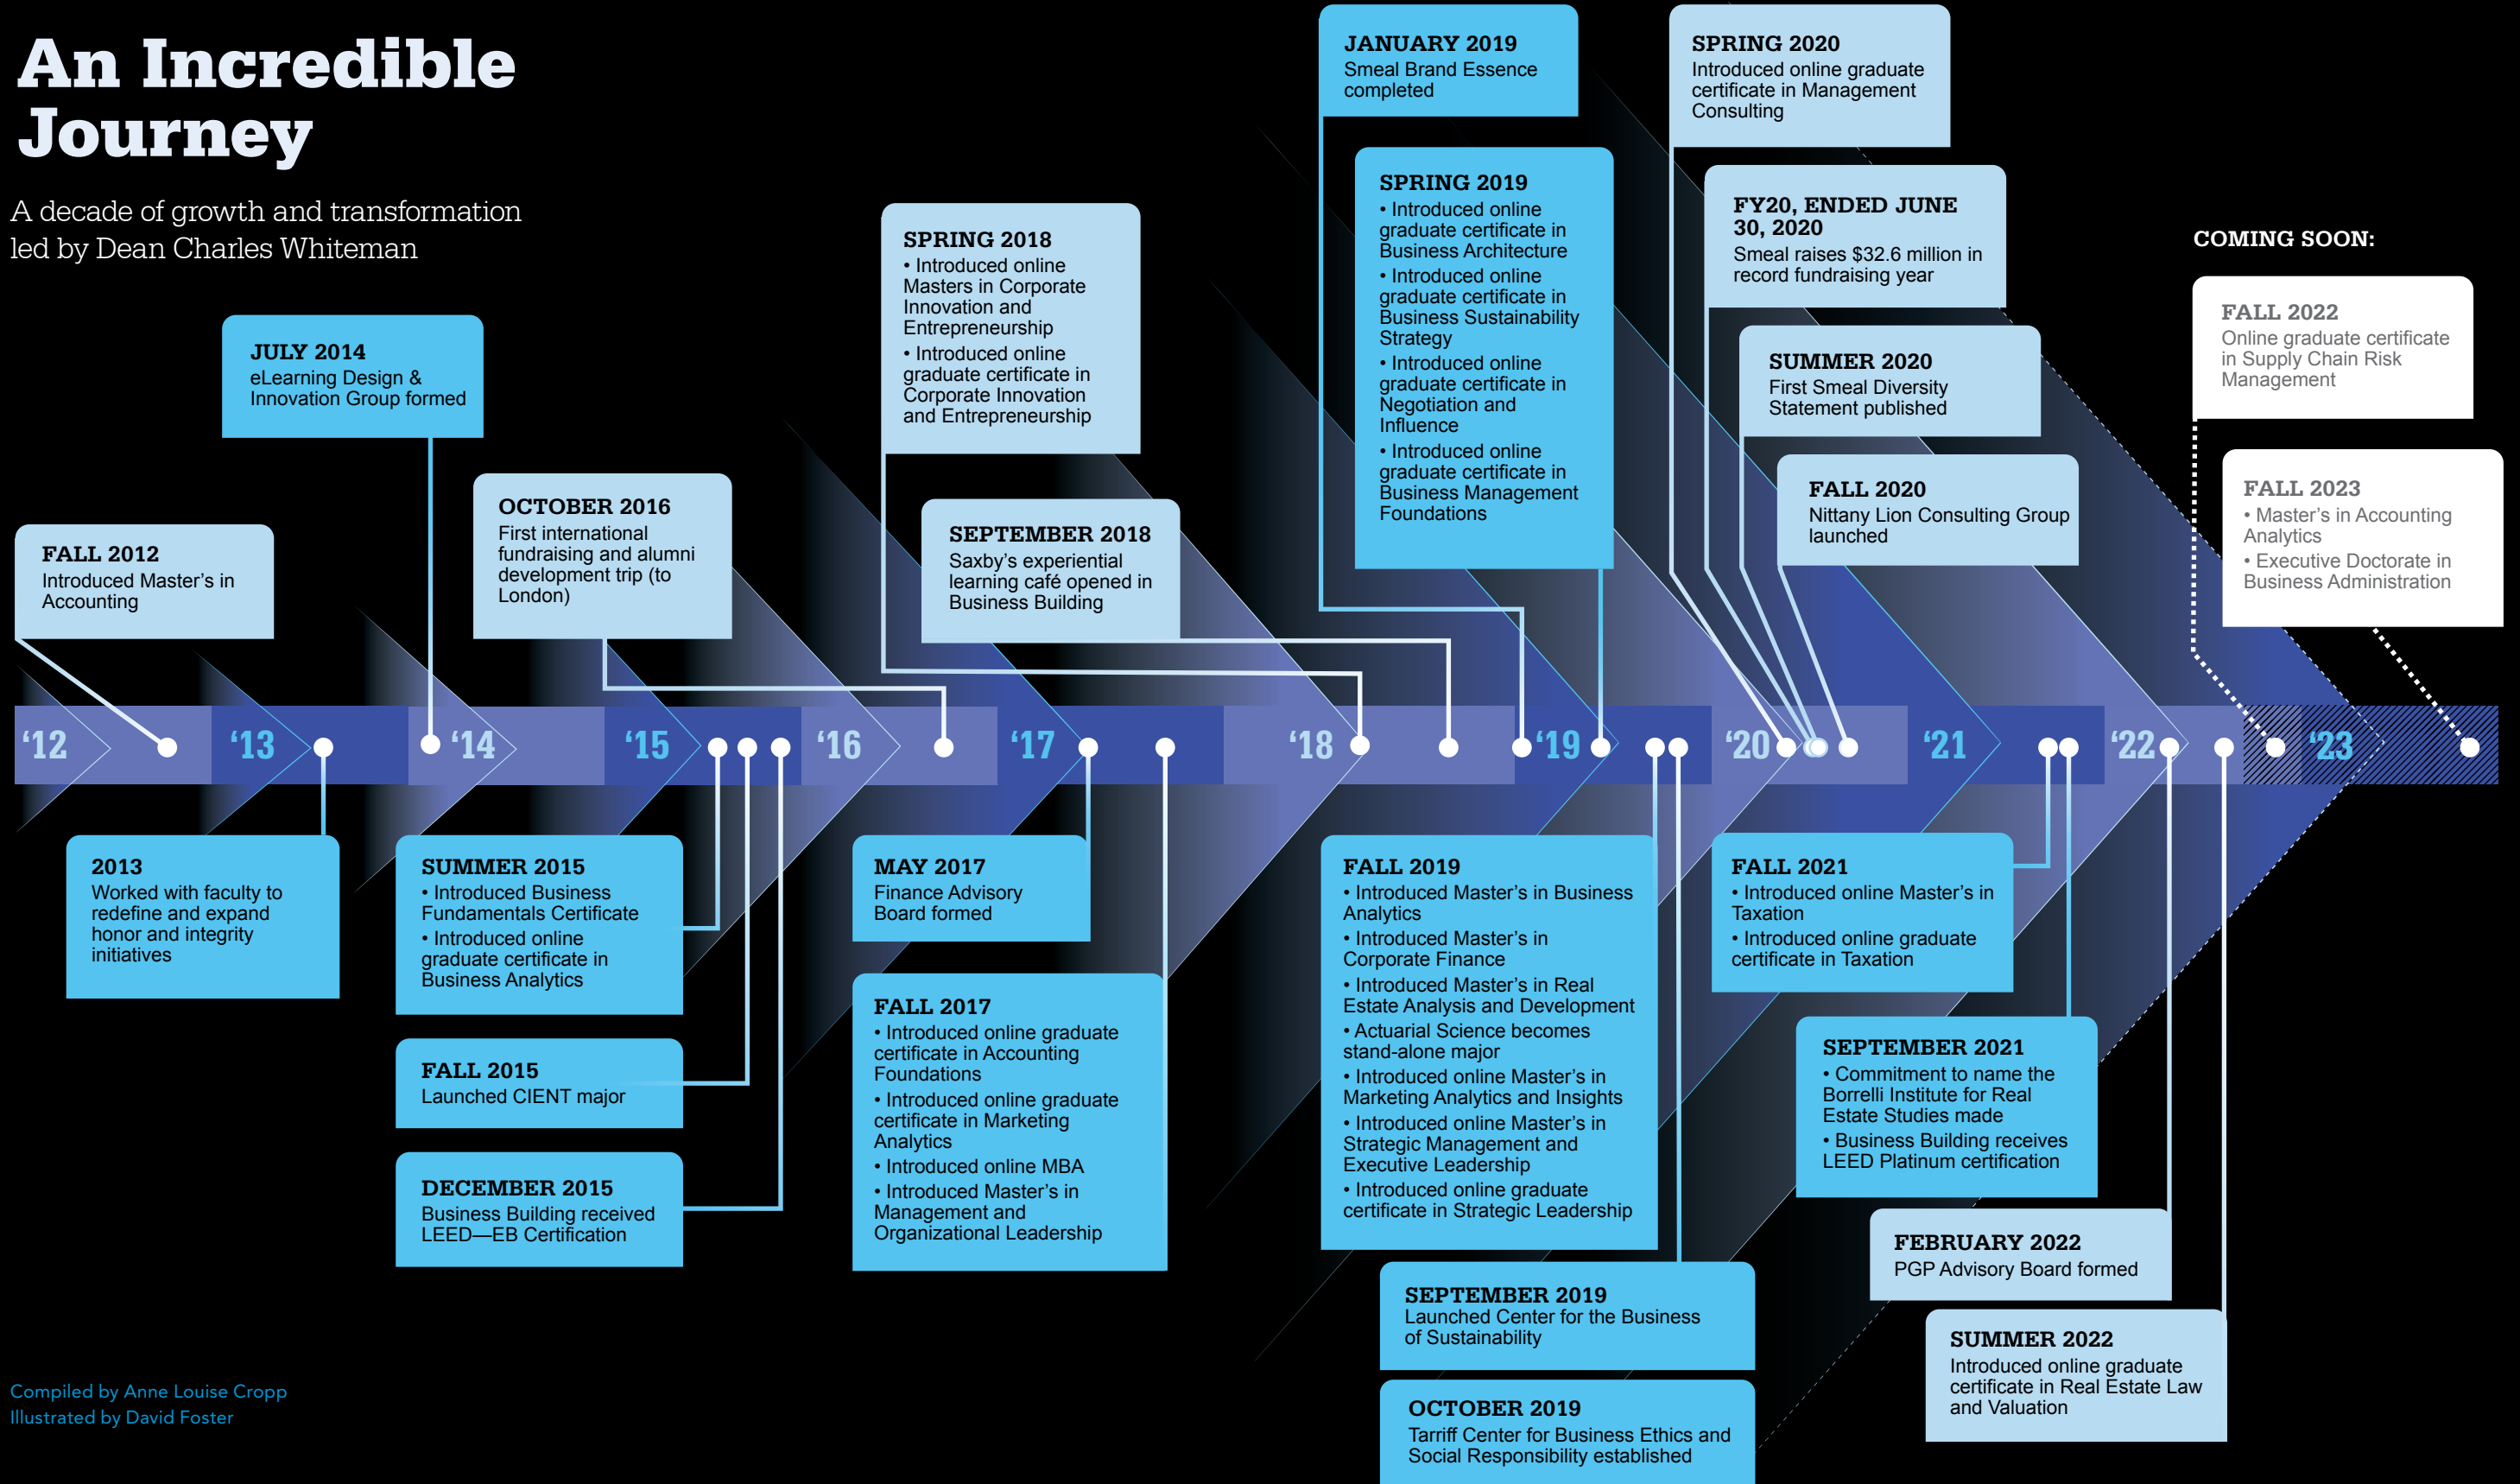 An Incredible
Journey
A decade of growth and transformation
led by Dean Charles Whiteman
FALL 2012
Introduced Master’s in
Accounting
JULY 2014
eLearning Design &
Innovation Group formed
OCTOBER 2016
First international
fundraising and alumni
development trip (to
London)
SPRING 2018
• Introduced online
Masters in Corporate
Innovation and
Entrepreneurship
• Introduced online
graduate certificate in
Corporate Innovation
and Entrepreneurship
SEPTEMBER 2018
Saxby’s experiential
learning café opened in
Business Building
JANUARY 2019
Smeal Brand Essence
completed
SPRING 2019
• Introduced online
graduate certificate in
Business Architecture
• Introduced online
graduate certificate in
Business Sustainability
Strategy
• Introduced online
graduate certificate in
Negotiation and
Influence
• Introduced online
graduate certificate in
Business Management
Foundations
SPRING 2020
Introduced online graduate
certificate in Management
Consulting
FY20, ENDED JUNE
30, 2020
Smeal raises $32.6 million in
record fundraising year
SUMMER 2020
First Smeal Diversity
Statement published
FALL 2020
Nittany Lion Consulting Group
launched
COMING SOON:
FALL 2022
Online graduate certificate
in Supply Chain Risk
Management
FALL 2023
• Master’s in Accounting
Analytics
• Executive Doctorate in
Business Administration
‘12
‘13
‘14
‘15
‘16
‘17
‘18
‘19
‘20
‘21
‘22
‘23
2013
Worked with faculty to
redefine and expand
honor and integrity
initiatives
SUMMER 2015
• Introduced Business
Fundamentals Certificate
• Introduced online
graduate certificate in
Business Analytics
FALL 2015
Launched CIENT major
DECEMBER 2015
Business Building received
LEED—EB Certification
MAY 2017
Finance Advisory
Board formed
FALL 2017
• Introduced online graduate
certificate in Accounting
Foundations
• Introduced online graduate
certificate in Marketing
Analytics
• Introduced online MBA
• Introduced Master’s in
Management and
Organizational Leadership
FALL 2019
• Introduced Master’s in Business
Analytics
• Introduced Master’s in
Corporate Finance
• Introduced Master’s in Real
Estate Analysis and Development
• Actuarial Science becomes
stand-alone major
• Introduced online Master’s in
Marketing Analytics and Insights
• Introduced online Master’s in
Strategic Management and
Executive Leadership
• Introduced online graduate
certificate in Strategic Leadership
SEPTEMBER 2019
Launched Center for the Business
of Sustainability
OCTOBER 2019
Tarriff Center for Business Ethics and
Social Responsibility established
FALL 2021
• Introduced online Master’s in
Taxation
• Introduced online graduate
certificate in Taxation
SEPTEMBER 2021
• Commitment to name the
Borrelli Institute for Real
Estate Studies made
• Business Building receives
LEED Platinum certification
FEBRUARY 2022
PGP Advisory Board formed
SUMMER 2022
Introduced online graduate
certificate in Real Estate Law
and Valuation
Compiled by Anne Louise Cropp
Illustrated by David Foster